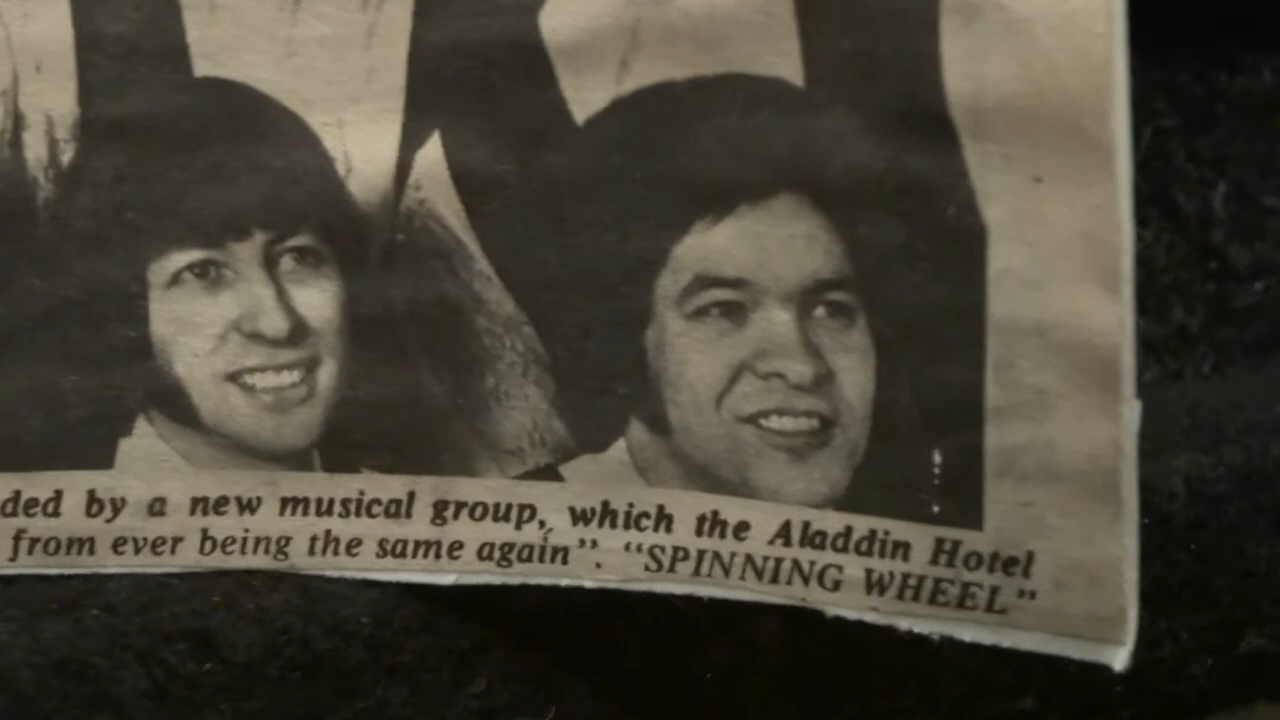 ded by a new musical group, which the Aladdin Hotel
from ever being the same again". "SPINNING WHEEL"